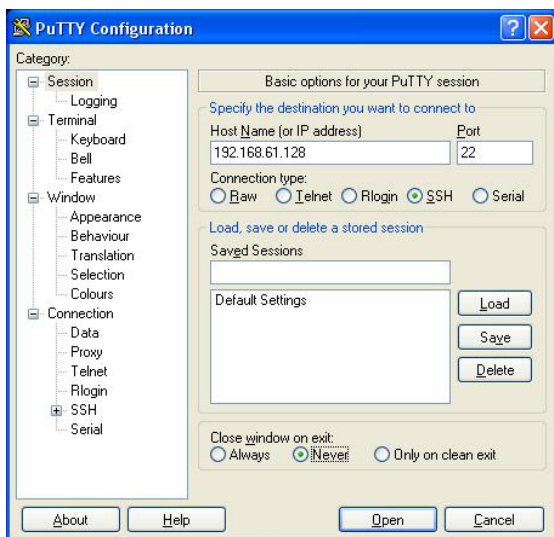 PuTTY Configuration
Category:
Session
Logging
Terminal
Keyboard
Bell
Features
Window
Appearance
Behaviour
Translation
Selection
Colours
Connection
Data
Proxy
Telnet
Rlogin
SSH
Serial
Basic options for your PuTTY session
Specify the destination you want to connect to
Host Name (or IP address) Port
192.168.61.128 22
Connection type:
Raw Telnet Rlogin SSH Serial
Load, save or delete a stored session
Saved Sessions
Default Settings
Load
Save
Delete
Close window on exit:
Always Never Only on clean exit
About Help Open Cancel